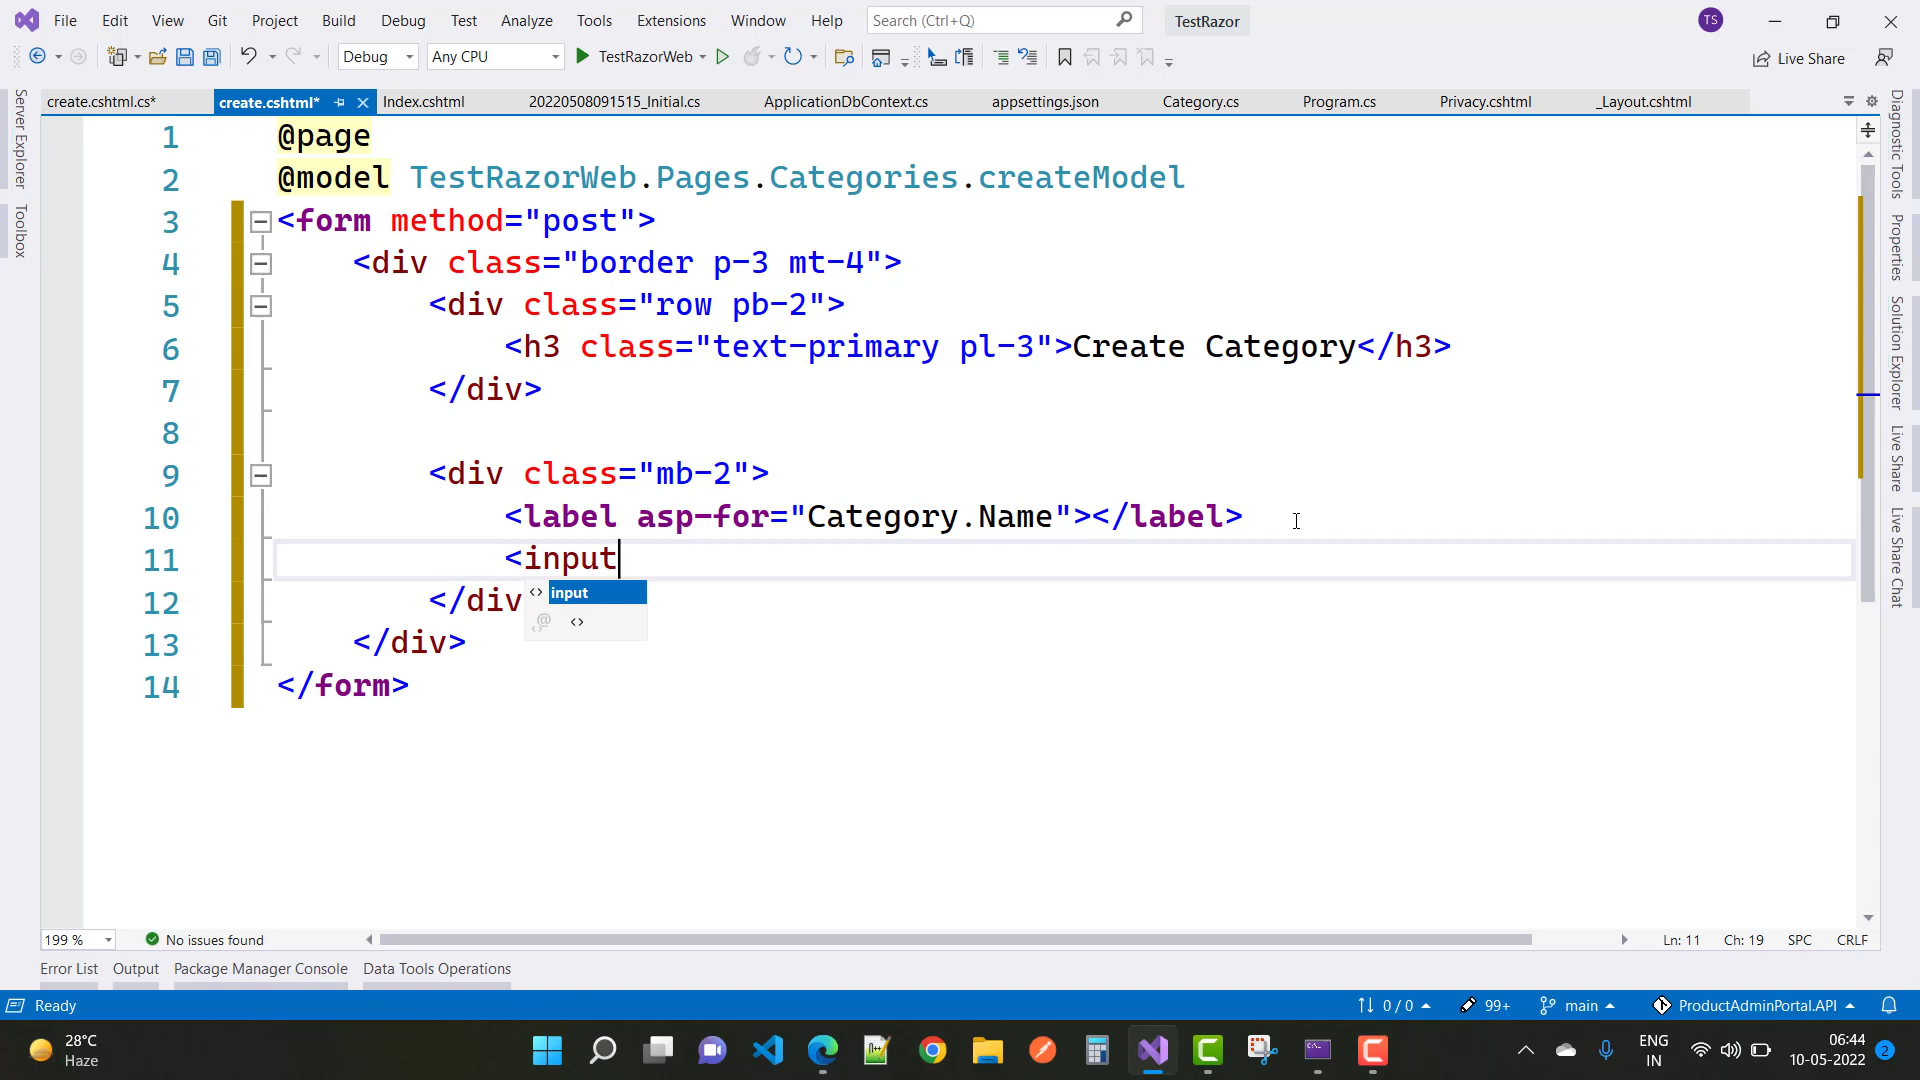 File Edit View Git Project Build Debug Test Analyze Tools Extensions Window Help Search (Ctrl+Q) TestRazor TS
Debug Any CPU TestRazorWeb Live Share
create.cshtml.cs* create.cshtml* Index.cshtml 20220508091515_Initial.cs ApplicationDbContext.cs appsettings.json Category.cs Program.cs Privacy.cshtml _Layout.cshtml
Server Explorer
Toolbox
1 @page
2 @model TestRazorWeb.Pages.Categories.createModel
3 <form method="post">
4 <div class="border p-3 mt-4">
5 <div class="row pb-2">
6 <h3 class="text-primary pl-3">Create Category</h3>
7 </div>
8
9 <div class="mb-2">
10 <label asp-for="Category.Name"></label>
11 <input
input
12 </div
13 </div>
14 </form>
Diagnostic Tools
Properties
Solution Explorer
Live Share
Live Share Chat
199 % No issues found Ln: 11 Ch: 19 SPC CRLF
Error List Output Package Manager Console Data Tools Operations
Ready 0 / 0 99+ main ProductAdminPortal.API
28°C
Haze
ENG
IN
06:44
10-05-2022
2